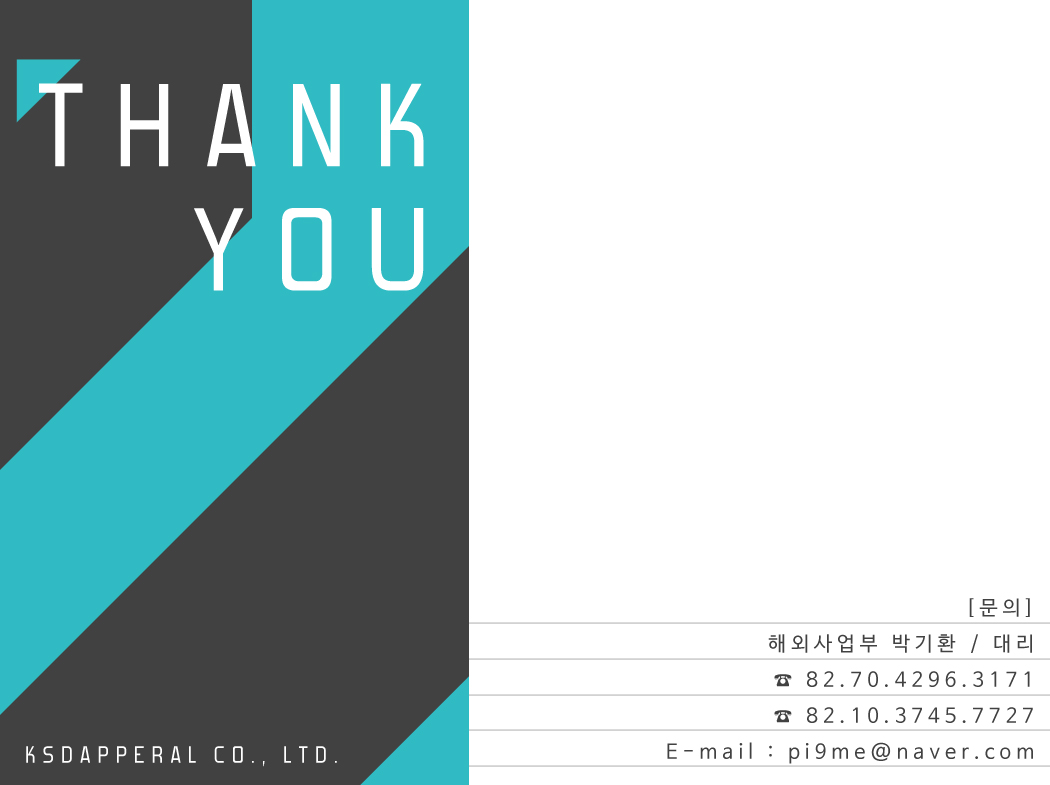 THANK
YOU
KSDAPPERAL CO., LTD.
[문의]
해외사업부 박기환 / 대리
☎ 82.70.4296.3171
☎ 82.10.3745.7727
E-mail : pi9me@naver.com